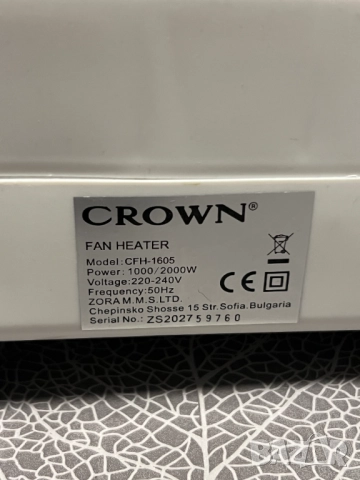 CROWN®
FAN HEATER
Model:CFH-1605
Power: 1000/2000W
Voltage:220-240V
Frequency:50Hz
ZORA M.M.S.LTD.
Chepinsko Shosse 15 Str.Sofia.Bulgaria
Serial No.: ZS202759760
CE